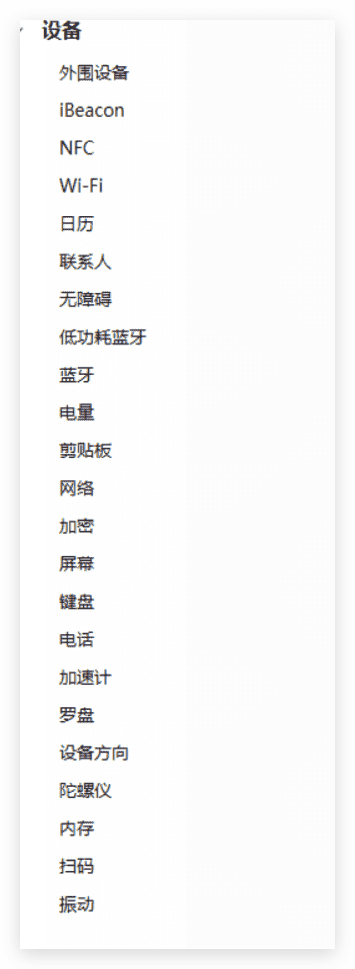 设备
外围设备
iBeacon
NFC
Wi-Fi
日历
联系人
无障碍
低功耗蓝牙
蓝牙
电量
剪贴板
网络
加密
屏幕
键盘
电话
加速计
罗盘
设备方向
陀螺仪
内存
扫码
振动